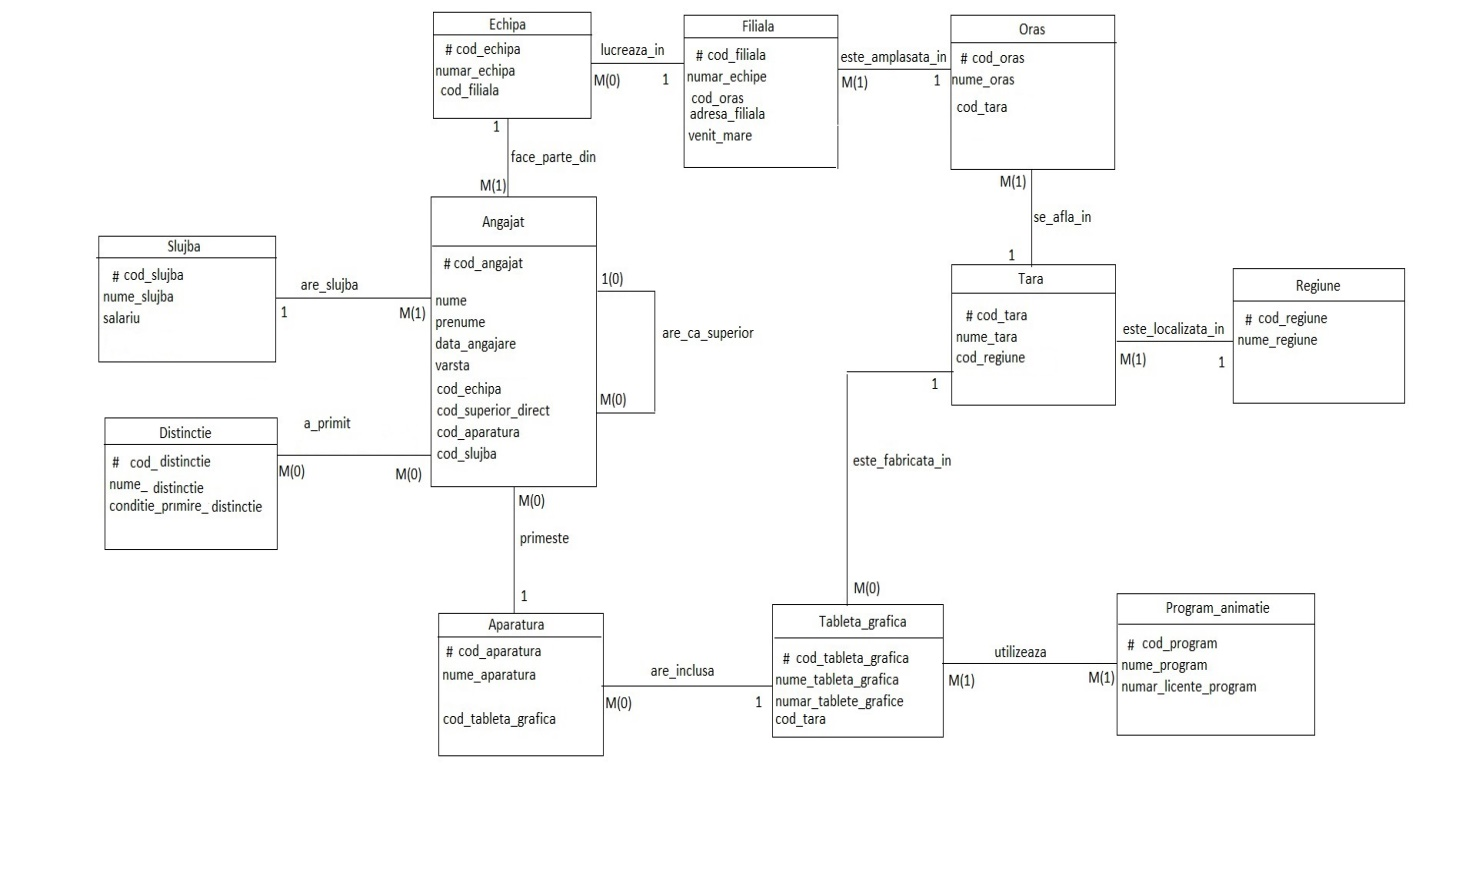 Echipa
# cod_echipa
numar_echipa
cod_filiala
lucreaza_in
M(0)
1
Filiala
# cod_filiala
numar_echipe
cod_oras
adresa_filiala
venit_mare
este_amplasata_in
M(1)
1
Oras
# cod_oras
nume_oras
cod_tara
1
face_parte_din
M(1)
M(1)
se_afla_in
1
Slujba
# cod_slujba
nume_slujba
salariu
are_slujba
1
M(1)
Angajat
# cod_angajat
nume
prenume
data_angajare
varsta
cod_echipa
cod_superior_direct
cod_aparatura
cod_slujba
1(0)
are_ca_superior
M(0)
Tara
# cod_tara
nume_tara
cod_regiune
este_localizata_in
M(1)
1
Regiune
# cod_regiune
nume_regiune
Distinctie
# cod_ distinctie
nume_ distinctie
conditie_primire_ distinctie
a_primit
M(0)
M(0)
1
este_fabricata_in
M(0)
M(0)
primeste
1
Aparatura
# cod_aparatura
nume_aparatura
cod_tableta_grafica
are_inclusa
M(0)
1
Tableta_grafica
# cod_tableta_grafica
nume_tableta_grafica
numar_tablete_grafice
cod_tara
utilizeaza
M(1)
M(1)
Program_animatie
# cod_program
nume_program
numar_licente_program